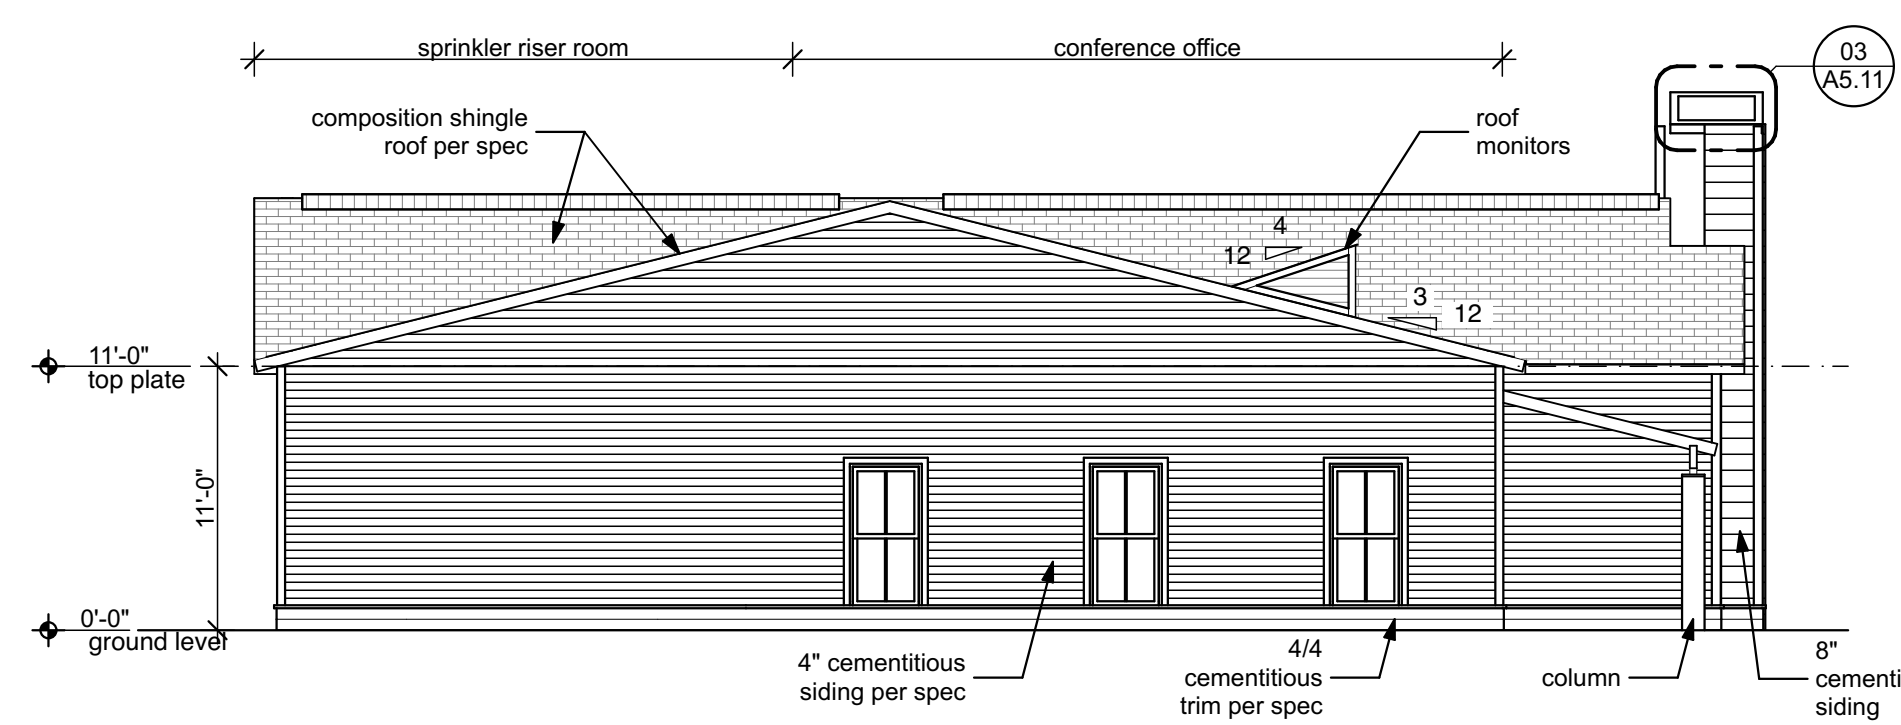 sprinkler riser room
conference office
03
A5.11
composition shingle
roof per spec
roof
monitors
4
12
3
12
11'-0"
top plate
11'-0"
0'-0"
ground level
4" cementitious
siding per spec
4/4
cementitious
trim per spec
column
8"
cementi
siding